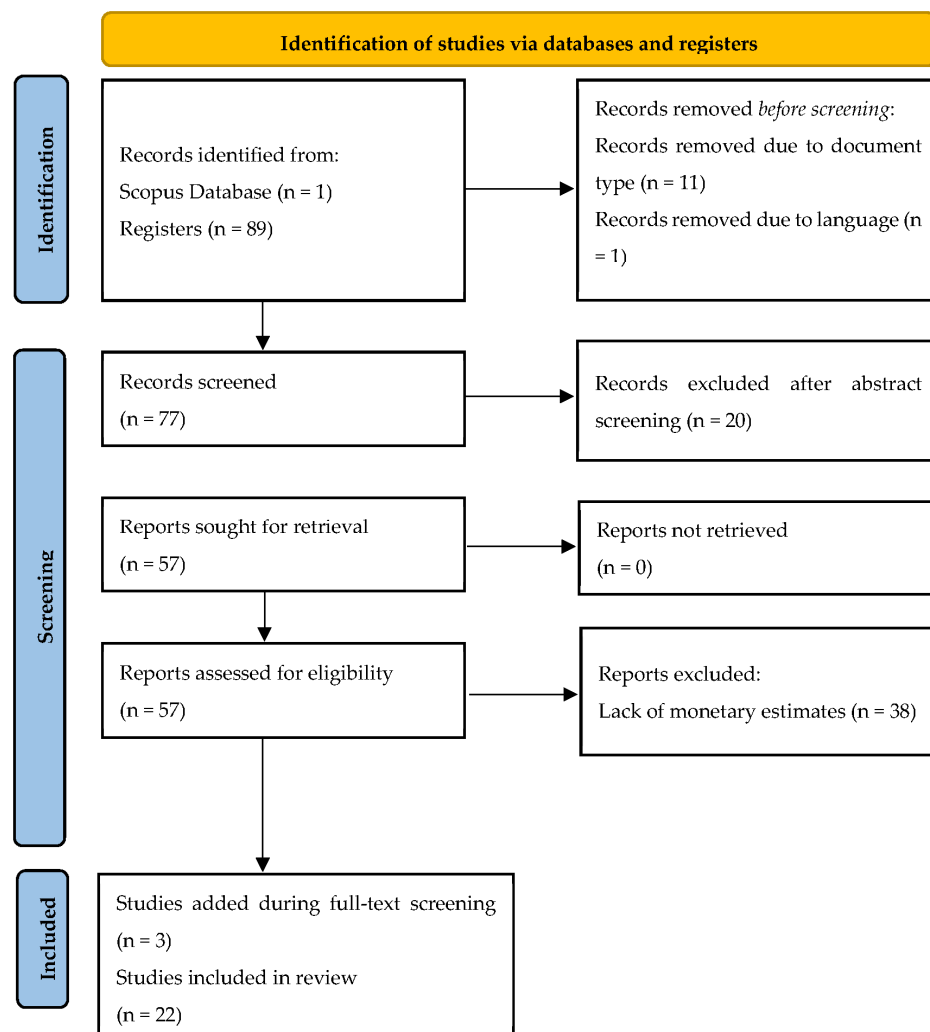 Identification of studies via databases and registers
Identification
Records identified from:
Scopus Database (n = 1)
Registers (n = 89)
Records removed before screening:
Records removed due to document
type (n = 11)
Records removed due to language (n
= 1)
Screening
Records screened
(n = 77)
Records excluded after abstract
screening (n = 20)
Reports sought for retrieval
(n = 57)
Reports not retrieved
(n = 0)
Reports assessed for eligibility
(n = 57)
Reports excluded:
Lack of monetary estimates (n = 38)
Included
Studies added during full-text screening
(n = 3)
Studies included in review
(n = 22)